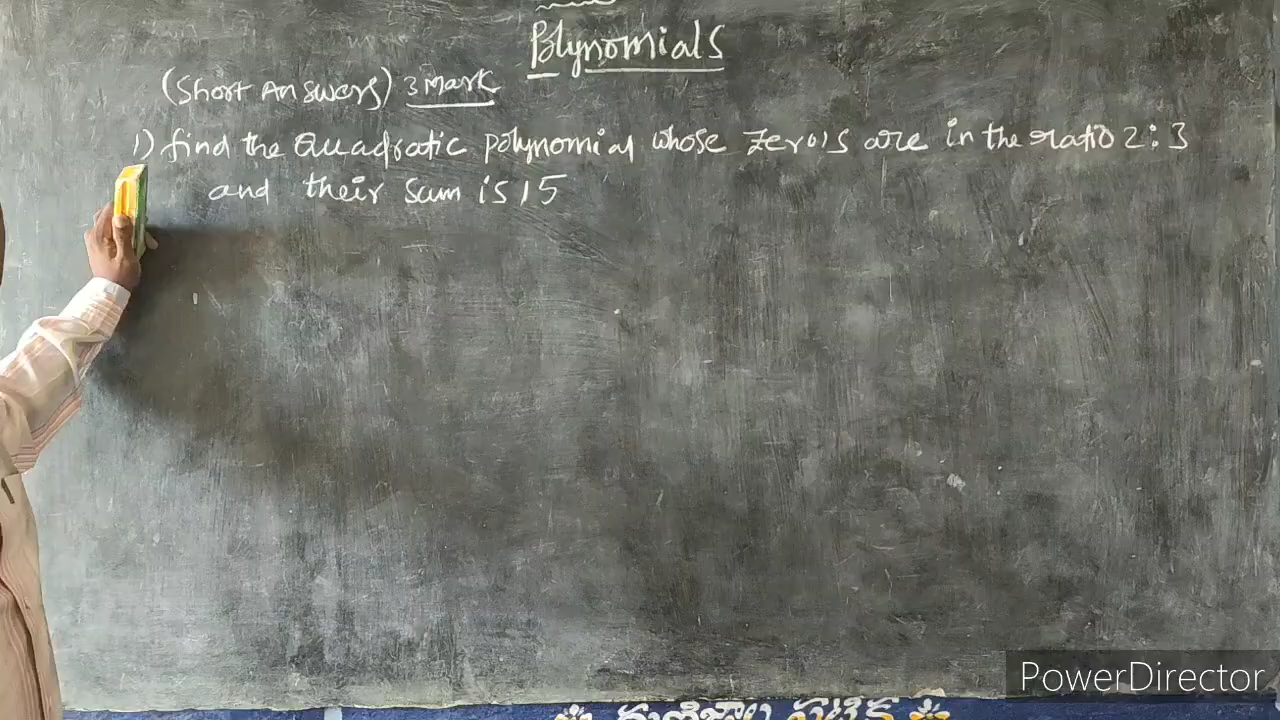 Polynomials
(Short Answers) 3 Mark
1) find the Quadratic polynomial whose zero's are in the ratio 2:3
and their sum is 15
PowerDirector